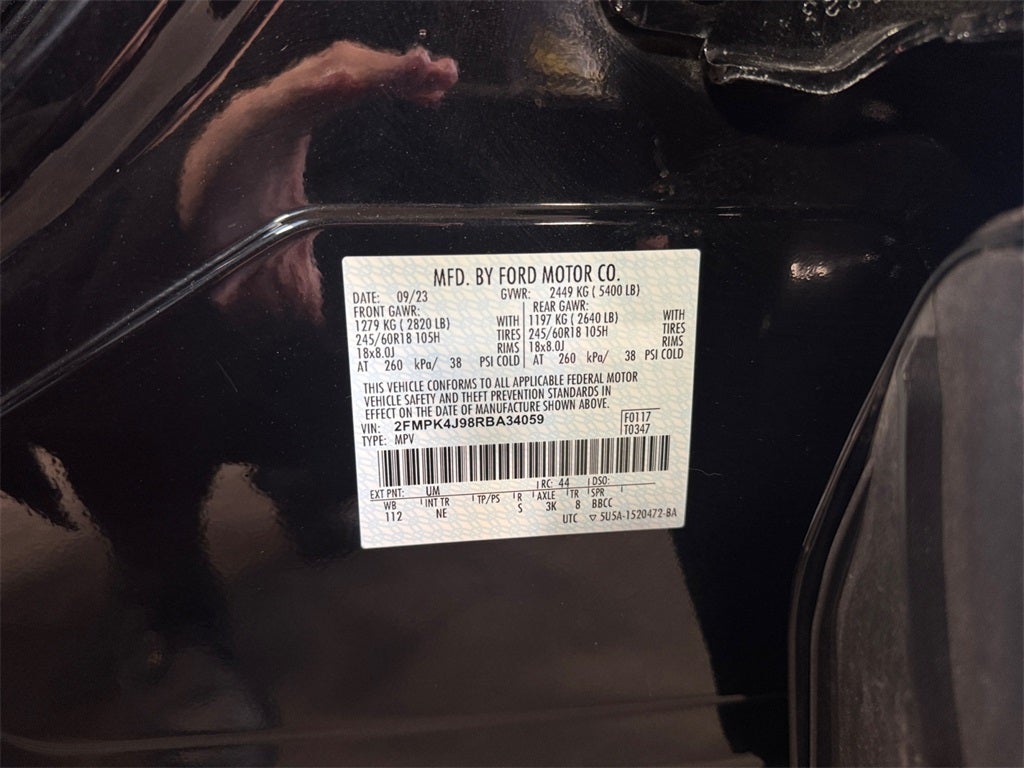 MFD. BY FORD MOTOR CO.
DATE: 09/23 GVWR: 2449 KG ( 5400 LB)
FRONT GAWR: REAR GAWR:
1279 KG ( 2820 LB) WITH 1197 KG ( 2640 LB) WITH
245/60R18 105H TIRES 245/60R18 105H TIRES
18x8.0J RIMS 18x8.0J RIMS
AT 260 kPa/ 38 PSI COLD AT 260 kPa/ 38 PSI COLD
THIS VEHICLE CONFORMS TO ALL APPLICABLE FEDERAL MOTOR
VEHICLE SAFETY AND THEFT PREVENTION STANDARDS IN
EFFECT ON THE DATE OF MANUFACTURE SHOWN ABOVE.
VIN: 2FMPK4J98RBA34059 F0117
TYPE: MPV T0347
EXT PNT: UM RC: 44 DSO:
WB INT TR TP/PS R AXLE TR SPR
112 NE S 3K 8 BBCC
UTC ▽ 5U5A-1520472-BA